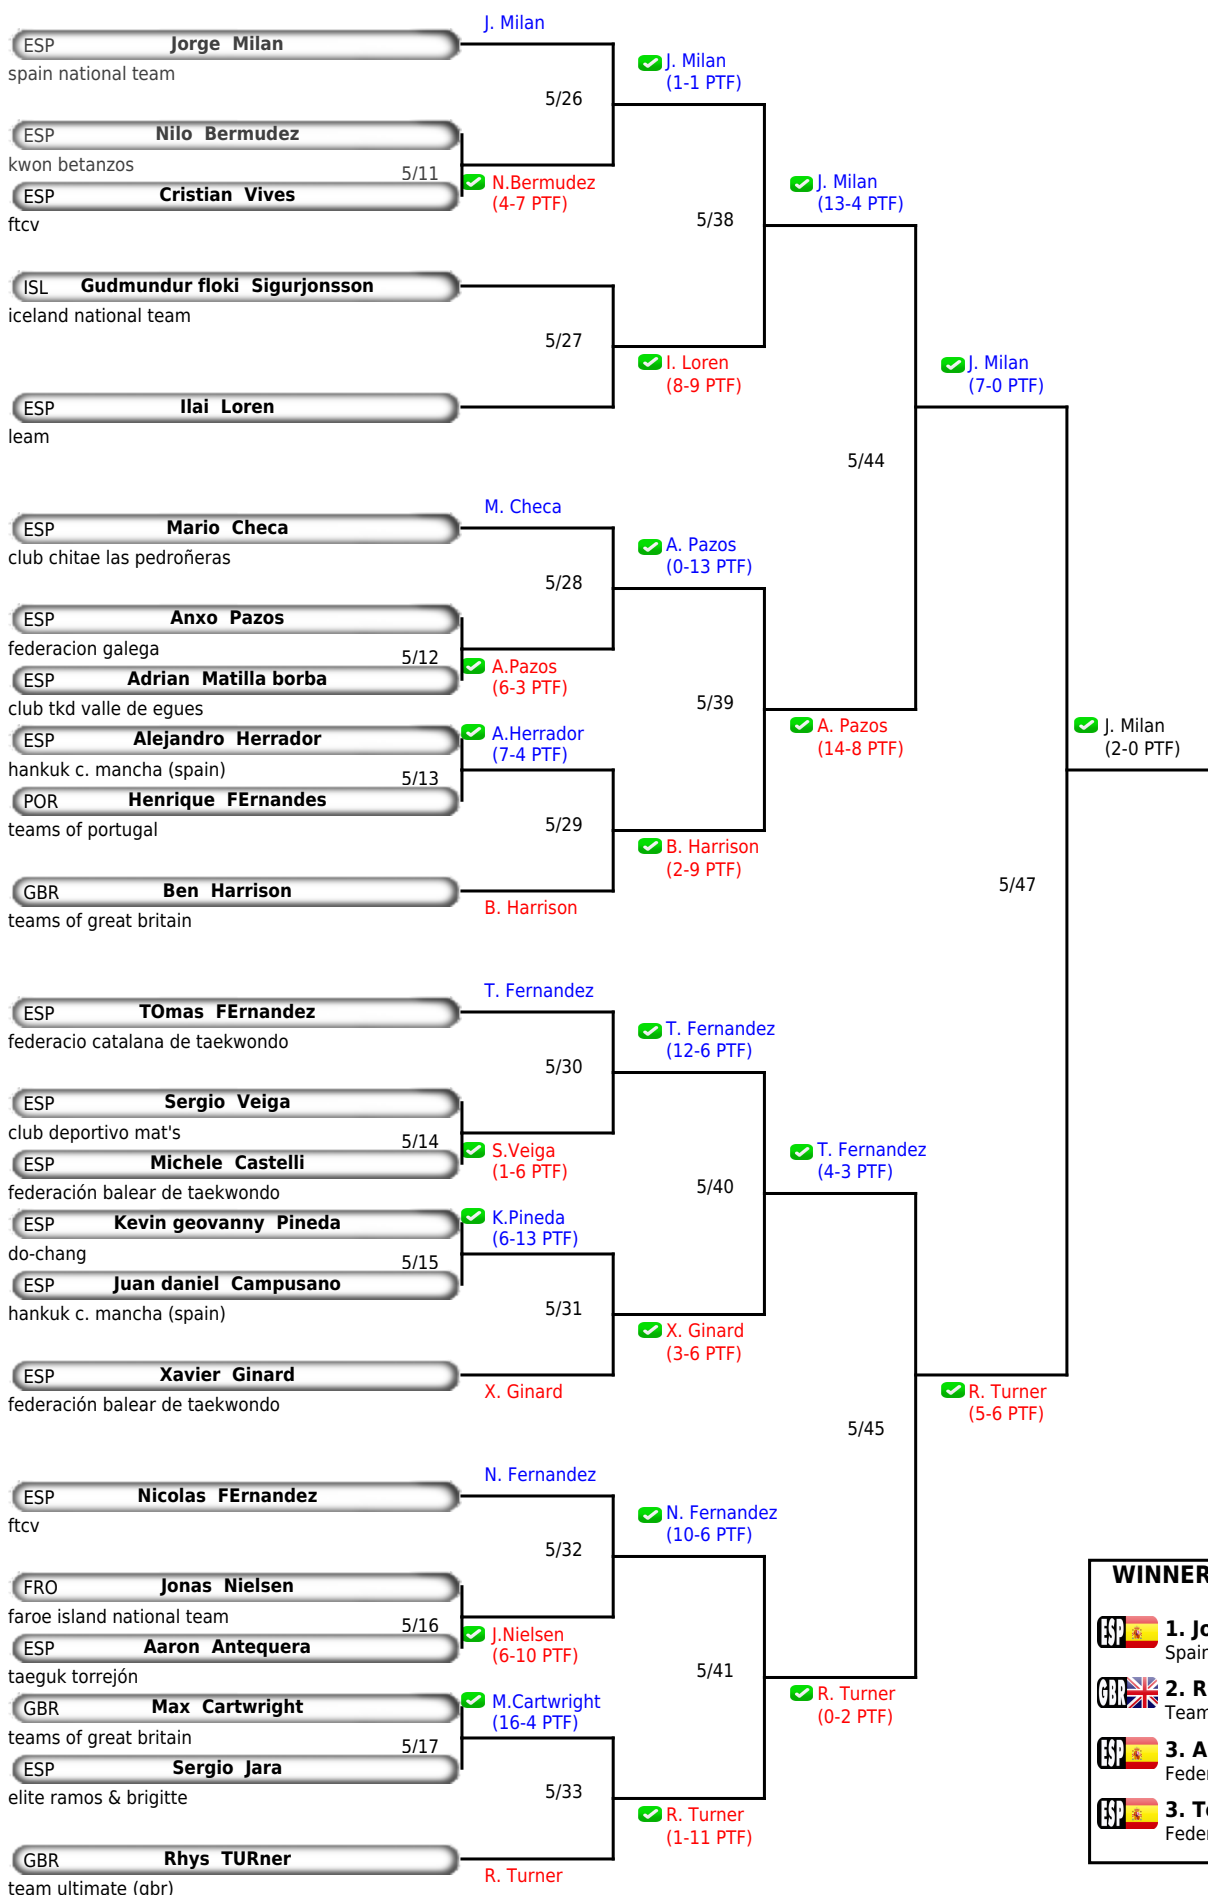 J. Milan
ESP Jorge Milan
spain national team
J. Milan
(1-1 PTF)
5/26
ESP Nilo Bermudez
kwon betanzos
5/11
N.Bermudez
(4-7 PTF)
ESP Cristian Vives
ftcv
J. Milan
(13-4 PTF)
5/38
ISL Gudmundur floki Sigurjonsson
iceland national team
5/27
I. Loren
(8-9 PTF)
J. Milan
(7-0 PTF)
ESP Ilai Loren
leam
5/44
M. Checa
ESP Mario Checa
club chitae las pedroñeras
A. Pazos
(0-13 PTF)
5/28
ESP Anxo Pazos
federacion galega
5/12
A.Pazos
(6-3 PTF)
ESP Adrian Matilla borba
club tkd valle de egues
5/39
A. Pazos
(14-8 PTF)
J. Milan
(2-0 PTF)
ESP Alejandro Herrador
hankuk c. mancha (spain)
A.Herrador
(7-4 PTF)
5/13
POR Henrique FErnandes
teams of portugal
5/29
B. Harrison
(2-9 PTF)
GBR Ben Harrison
teams of great britain
B. Harrison
5/47
T. Fernandez
ESP TOmas FErnandez
federacio catalana de taekwondo
T. Fernandez
(12-6 PTF)
5/30
ESP Sergio Veiga
club deportivo mat's
5/14
S.Veiga
(1-6 PTF)
T. Fernandez
(4-3 PTF)
ESP Michele Castelli
federación balear de taekwondo
5/40
ESP Kevin geovanny Pineda
do-chang
K.Pineda
(6-13 PTF)
5/15
ESP Juan daniel Campusano
hankuk c. mancha (spain)
5/31
X. Ginard
(3-6 PTF)
ESP Xavier Ginard
federación balear de taekwondo
X. Ginard
R. Turner
(5-6 PTF)
5/45
N. Fernandez
ESP Nicolas FErnandez
ftcv
N. Fernandez
(10-6 PTF)
5/32
FRO Jonas Nielsen
faroe island national team
5/16
J.Nielsen
(6-10 PTF)
ESP Aaron Antequera
taeguk torrejón
5/41
R. Turner
(0-2 PTF)
GBR Max Cartwright
teams of great britain
M.Cartwright
(16-4 PTF)
5/17
ESP Sergio Jara
elite ramos & brigitte
5/33
R. Turner
(1-11 PTF)
GBR Rhys TURner
team ultimate (gbr)
R. Turner
WINNER
ESP 1. Jo
Spain
GBR 2. R
Team
ESP 3. A
Feder
ESP 3. To
Feder